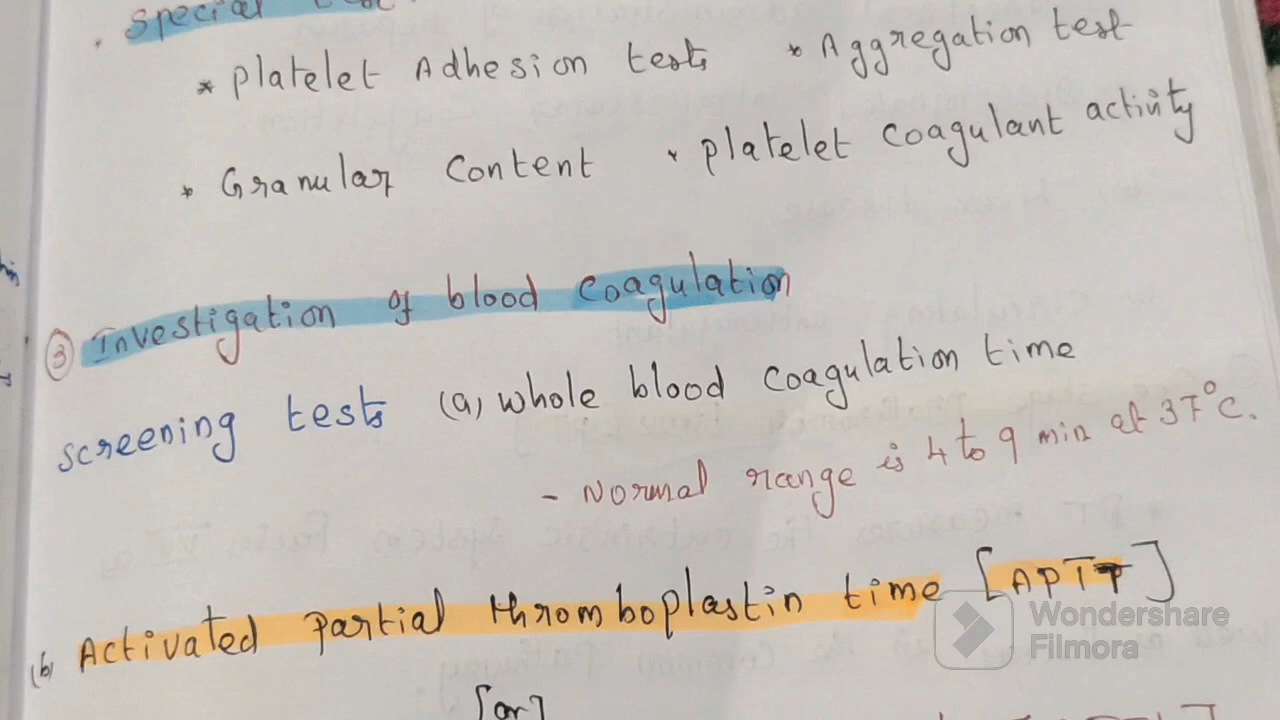 . special test
* Platelet Adhesion tests * Aggregation test
* Granular Content * Platelet coagulant activity
③ Investigation of blood coagulation
screening tests (a) whole blood coagulation time
- Normal range is 4 to 9 min at 37°C.
(b) Activated partial thromboplastin time [APTT]
[or]
Wondershare
Filmora